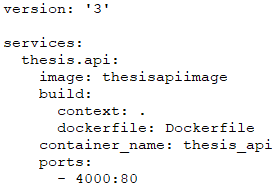 version: '3'

services:
  thesis.api:
    image: thesisapiimage
    build:
      context: .
      dockerfile: Dockerfile
    container_name: thesis_api
    ports:
      - 4000:80